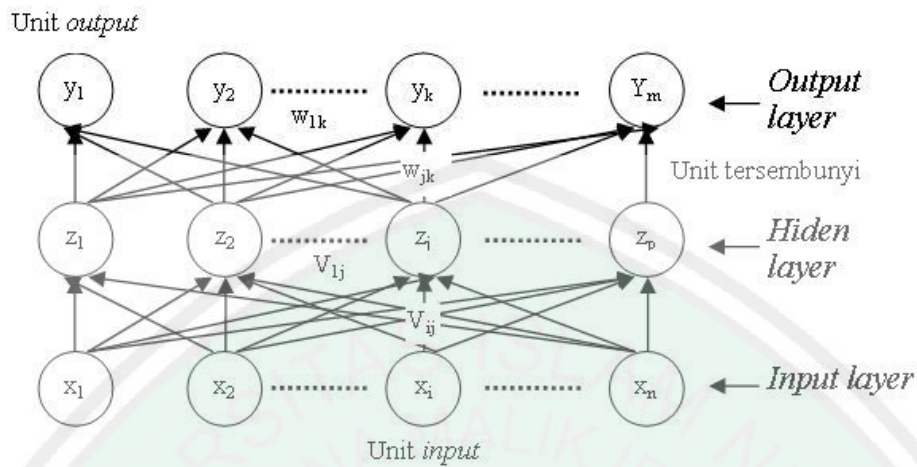 Unit output
y1 y2 yk Ym
Output layer
w1k
wjk
Unit tersembunyi
z1 z2 zj zp
Hiden layer
V1j
Vij
x1 x2 xi xn
Input layer
Unit input